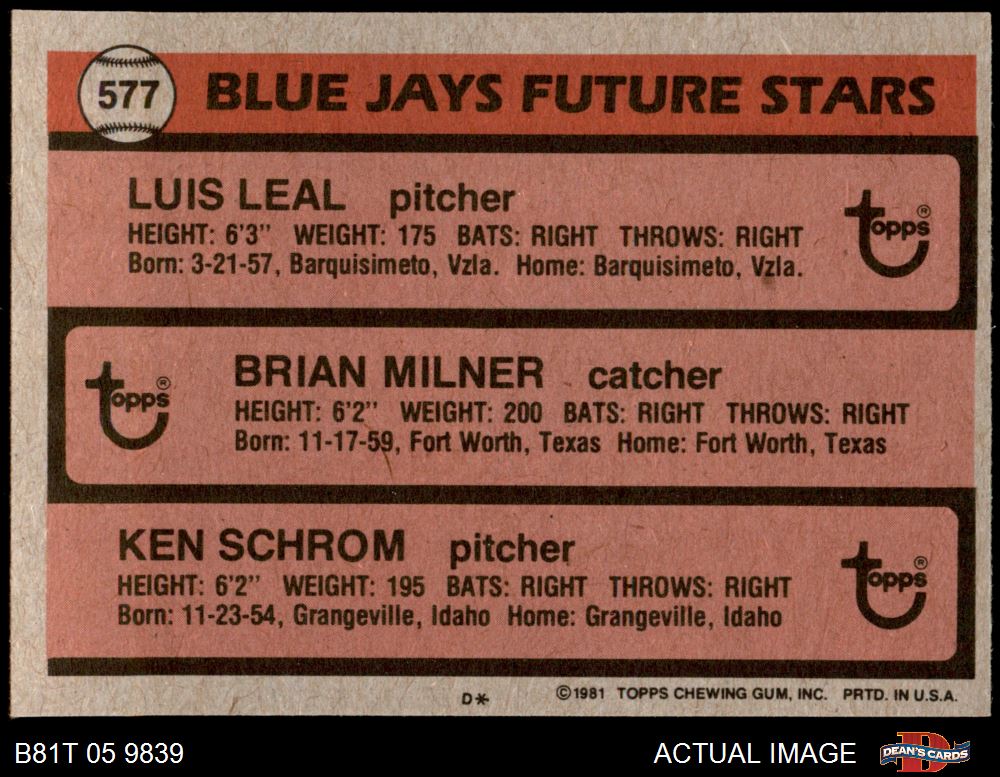 577 BLUE JAYS FUTURE STARS
LUIS LEAL pitcher
HEIGHT: 6'3" WEIGHT: 175 BATS: RIGHT THROWS: RIGHT
Born: 3-21-57, Barquisimeto, Vzla. Home: Barquisimeto, Vzla.
topps®
BRIAN MILNER catcher
HEIGHT: 6'2" WEIGHT: 200 BATS: RIGHT THROWS: RIGHT
Born: 11-17-59, Fort Worth, Texas Home: Fort Worth, Texas
topps®
KEN SCHROM pitcher
HEIGHT: 6'2" WEIGHT: 195 BATS: RIGHT THROWS: RIGHT
Born: 11-23-54, Grangeville, Idaho Home: Grangeville, Idaho
topps®
D* ©1981 TOPPS CHEWING GUM, INC. PRTD. IN U.S.A.
B81T 05 9839 ACTUAL IMAGE DEAN'S CARDS